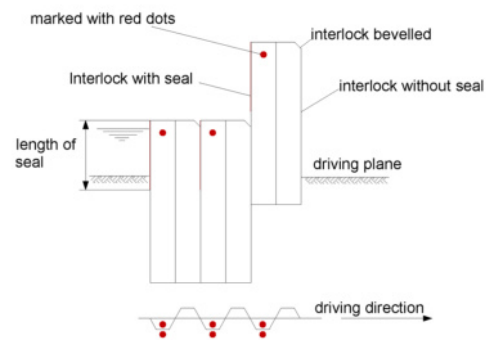 marked with red dots
interlock bevelled
Interlock with seal
interlock without seal
length of
seal
driving plane
driving direction